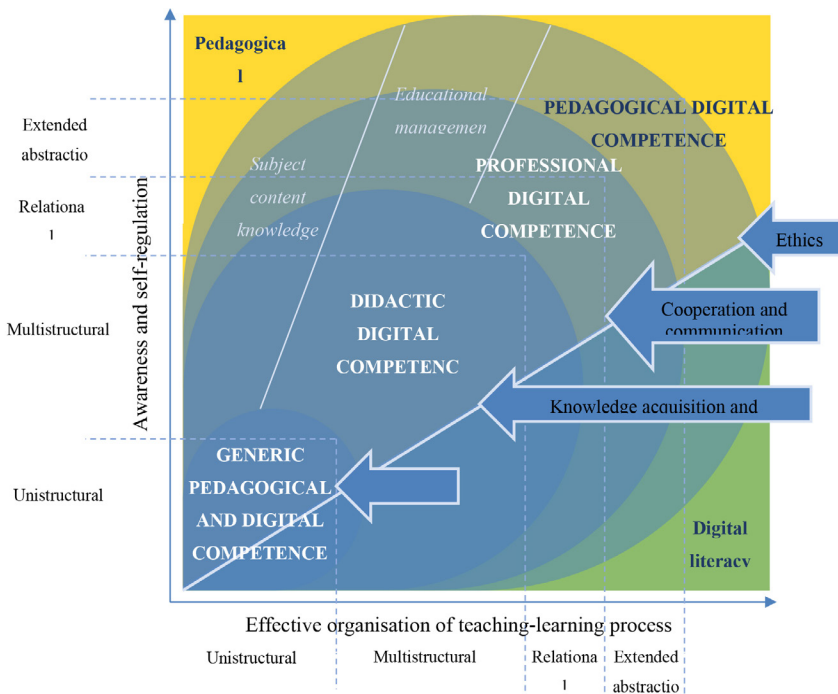 Pedagogica
l
Educational
managemen
PEDAGOGICAL DIGITAL
COMPETENCE
Extended
abstractio
Subject
content
knowledge
PROFESSIONAL
DIGITAL
COMPETENCE
Relationa
l
Ethics
Awareness and self-regulation
Multistructural
DIDACTIC
DIGITAL
COMPETENC
Cooperation and
communication
Knowledge acquisition and
Unistructural
GENERIC
PEDAGOGICAL
AND DIGITAL
COMPETENCE
Digital
literacy
Effective organisation of teaching-learning process
Unistructural
Multistructural
Relationa
l
Extended
abstractio